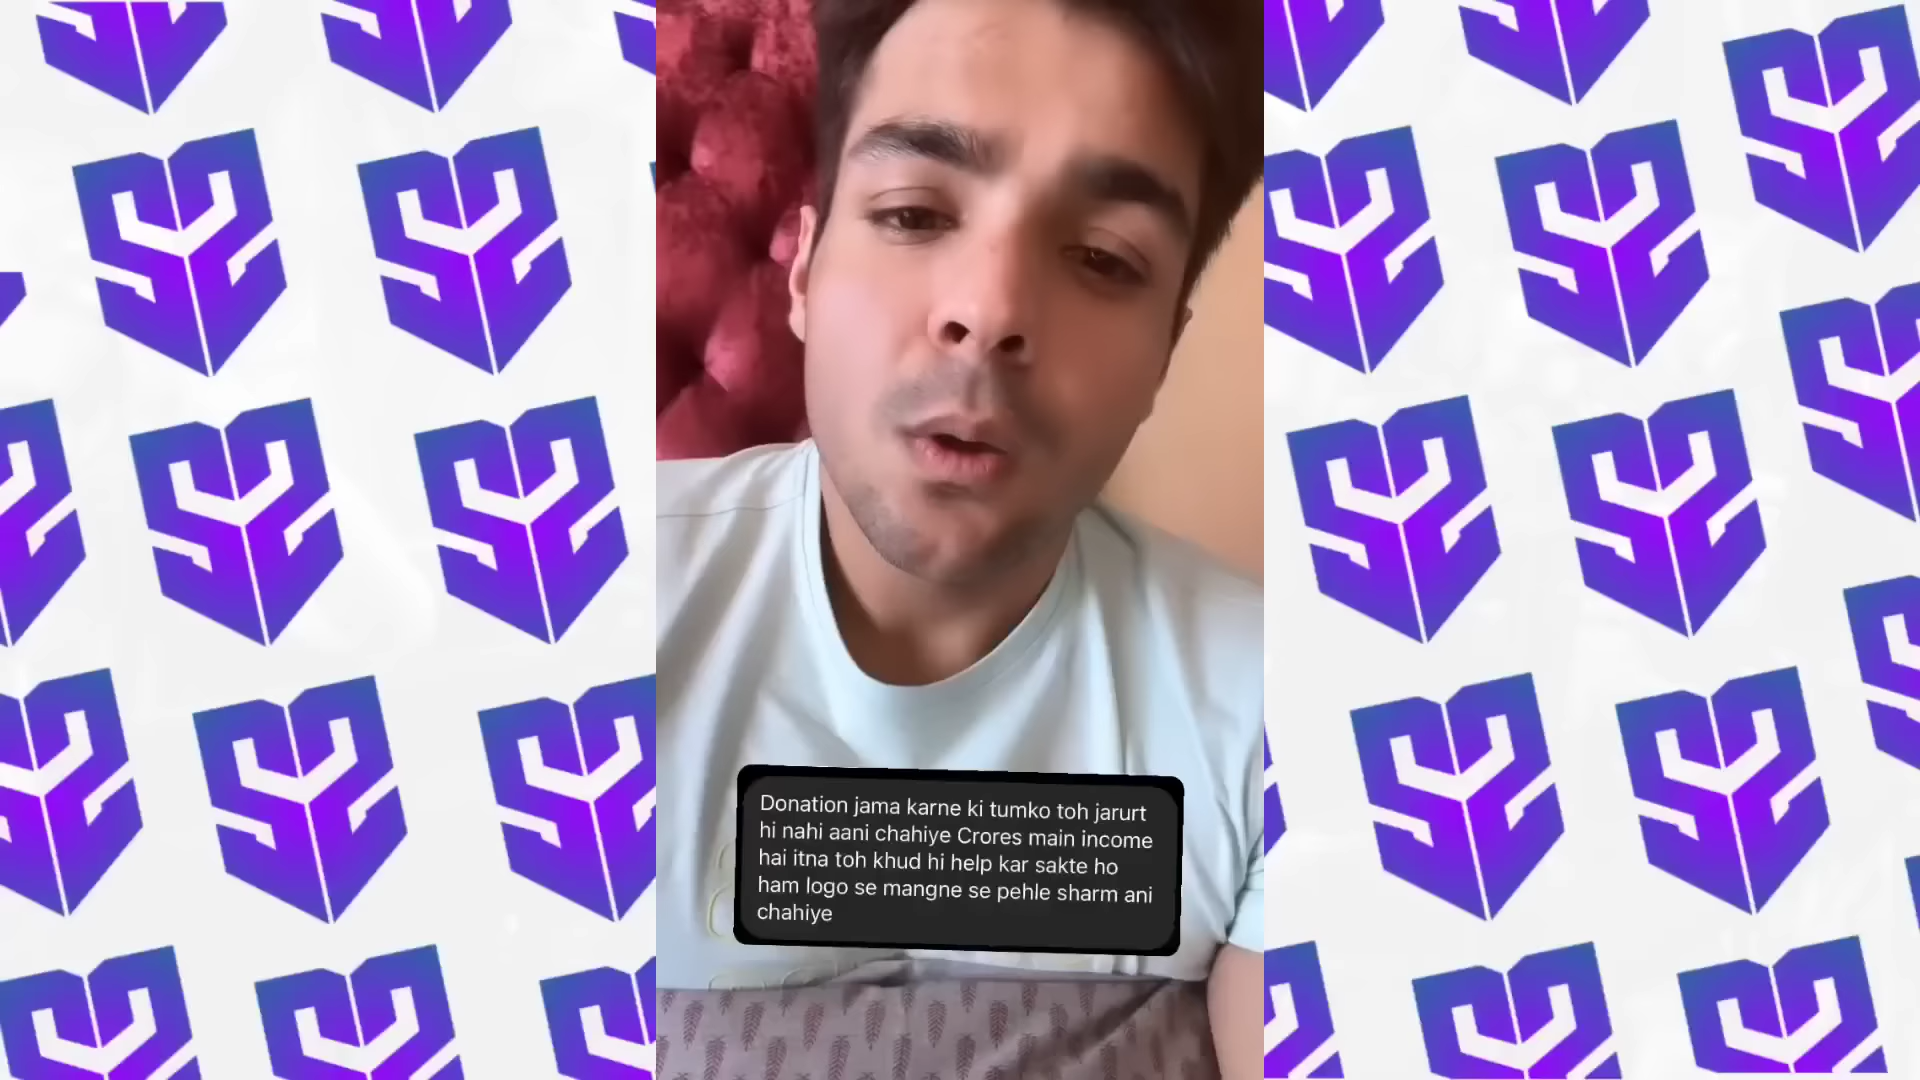 Donation jama karne ki tumko toh jarurt
hi nahi aani chahiye Crores main income
hai itna toh khud hi help kar sakte ho
ham logo se mangne se pehle sharm ani
chahiye